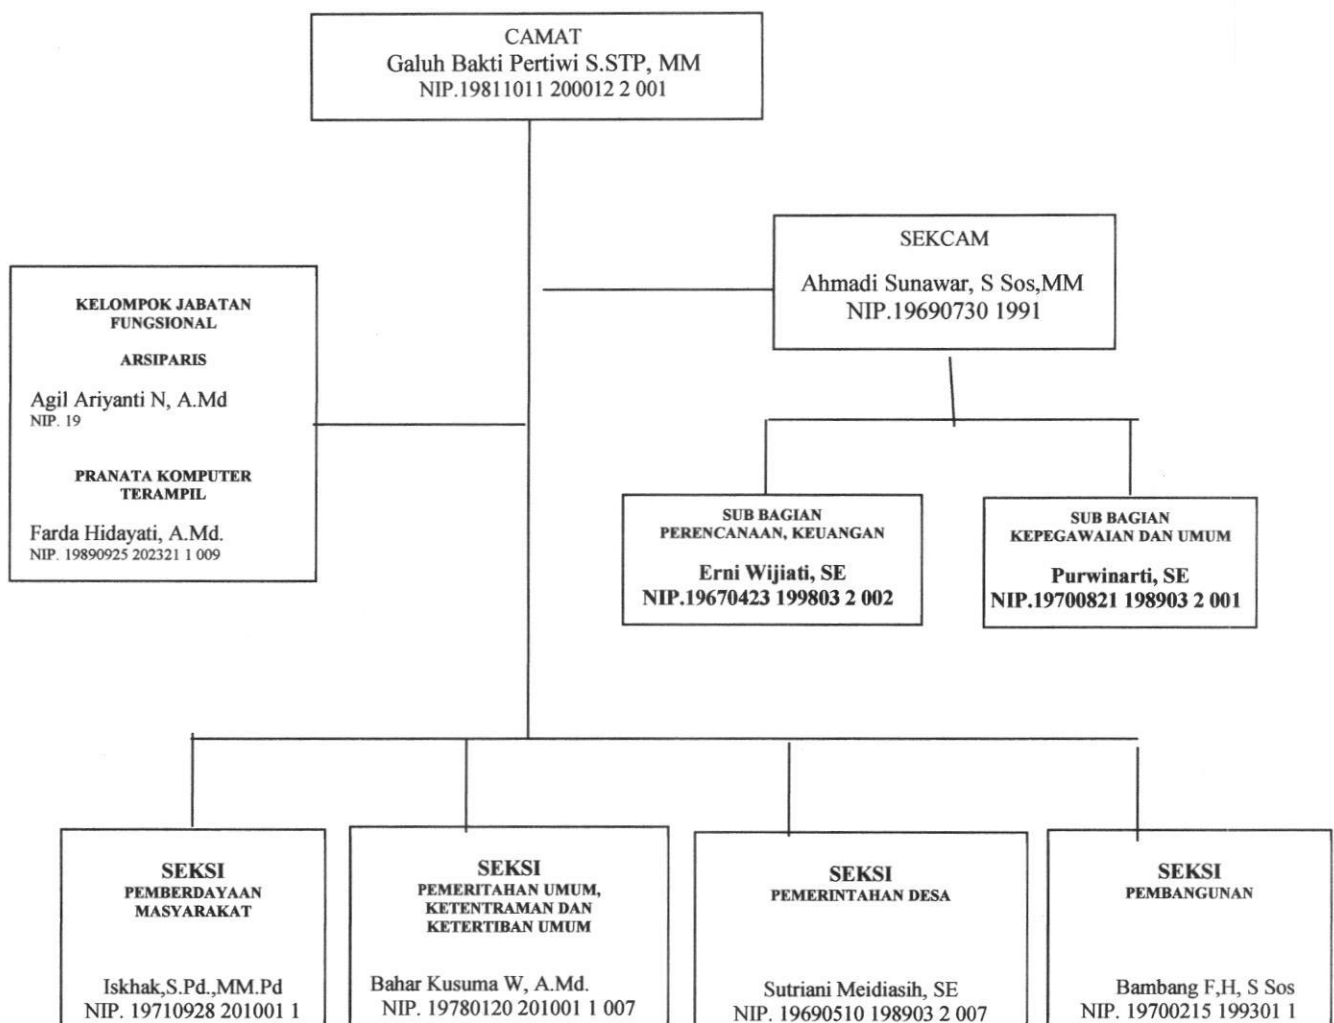 CAMAT
Galuh Bakti Pertiwi S.STP, MM
NIP.19811011 200012 2 001
SEKCAM
Ahmadi Sunawar, S Sos,MM
NIP.19690730 1991
KELOMPOK JABATAN
FUNGSIONAL
ARSIPARIS
Agil Ariyanti N, A.Md
NIP. 19
PRANATA KOMPUTER
TERAMPIL
Farda Hidayati, A.Md.
NIP. 19890925 202321 1 009
SUB BAGIAN
PERENCANAAN, KEUANGAN
Erni Wijiati, SE
NIP.19670423 199803 2 002
SUB BAGIAN
KEPEGAWAIAN DAN UMUM
Purwinarti, SE
NIP.19700821 198903 2 001
SEKSI
PEMBERDAYAAN
MASYARAKAT
Iskhak,S.Pd.,MM.Pd
NIP. 19710928 201001 1
SEKSI
PEMERITAHAN UMUM,
KETENTRAMAN DAN
KETERTIBAN UMUM
Bahar Kusuma W, A.Md.
NIP. 19780120 201001 1 007
SEKSI
PEMERINTAHAN DESA
Sutriani Meidiasih, SE
NIP. 19690510 198903 2 007
SEKSI
PEMBANGUNAN
Bambang F,H, S Sos
NIP. 19700215 199301 1